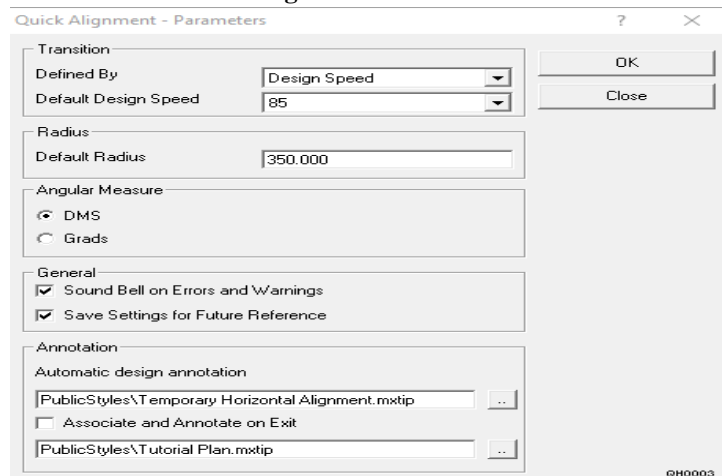 Quick Alignment - Parameters ? ×
Transition
Defined By Design Speed
Default Design Speed 85
OK
Close
Radius
Default Radius 350.000
Angular Measure
DMS
Grads
General
Sound Bell on Errors and Warnings
Save Settings for Future Reference
Annotation
Automatic design annotation
PublicStyles\Temporary Horizontal Alignment.mxtip ..
Associate and Annotate on Exit
PublicStyles\Tutorial Plan.mxtip ..
QH0003